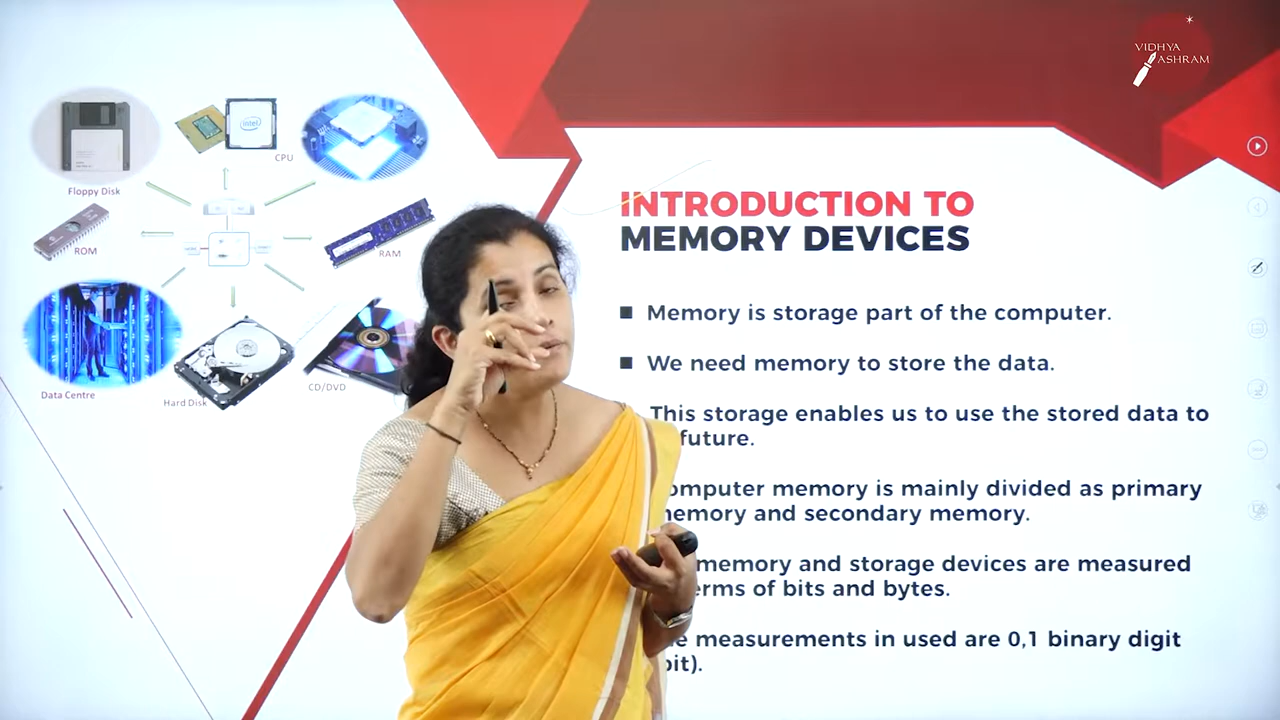 VIDHYA
ASHRAM
intel
CPU
Floppy Disk
ROM
RAM
Data Centre
Hard Disk
CD/DVD
INTRODUCTION TO
MEMORY DEVICES
Memory is storage part of the computer.
We need memory to store the data.
This storage enables us to use the stored data to
future.
omputer memory is mainly divided as primary
memory and secondary memory.
memory and storage devices are measured
erms of bits and bytes.
measurements in used are 0,1 binary digit
bit).